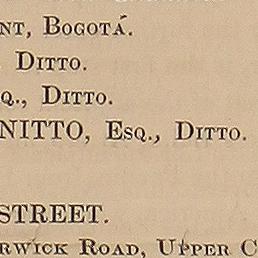 NT, BOGOTÁ.
DITTO.
Q., DITTO.
NITTO, ESQ., DITTO.
STREET.
RWICK ROAD, UPPER C